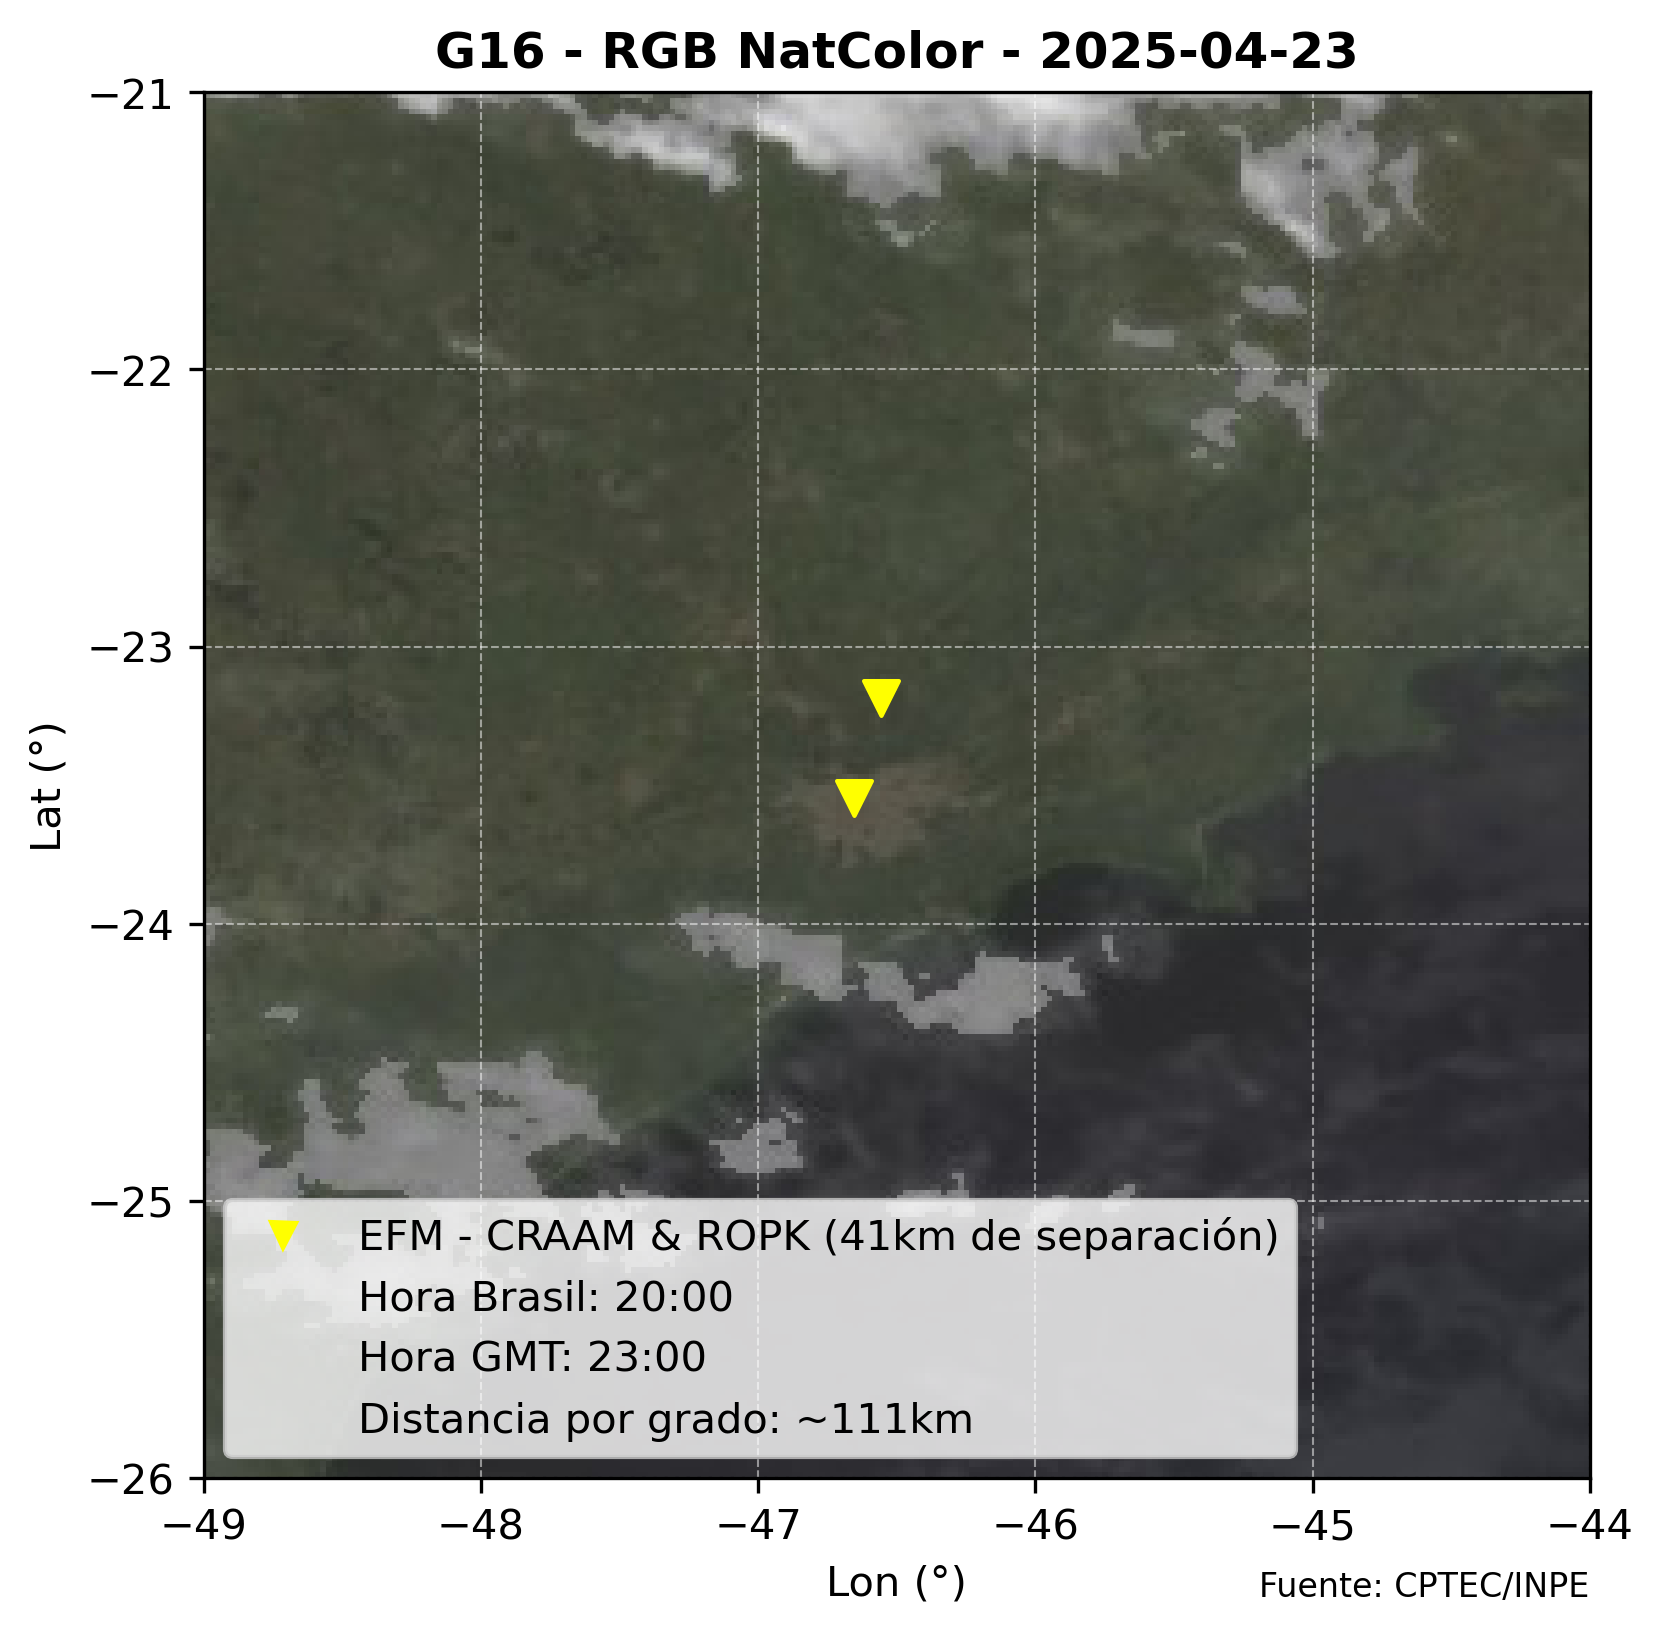 G16 - RGB NatColor - 2025-04-23
−21
−22
−23
−24
−25
−26
Lat (°)
EFM - CRAAM & ROPK (41km de separación)
Hora Brasil: 20:00
Hora GMT: 23:00
Distancia por grado: ~111km
−49 −48 −47 −46 −45 −44
Lon (°)
Fuente: CPTEC/INPE